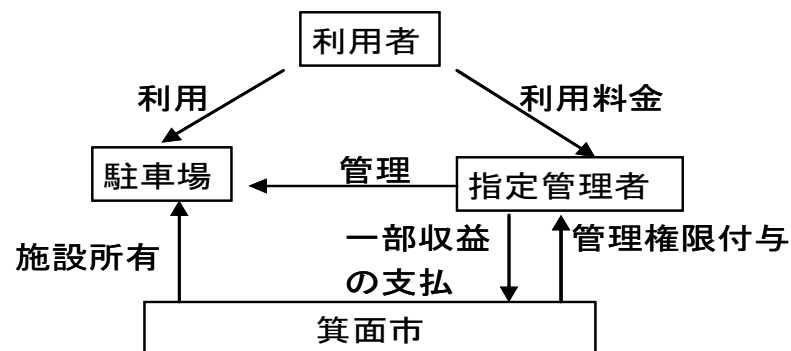 利用者
利用
利用料金
駐車場
管理
指定管理者
施設所有
一部収益
の支払
管理権限付与
箕面市